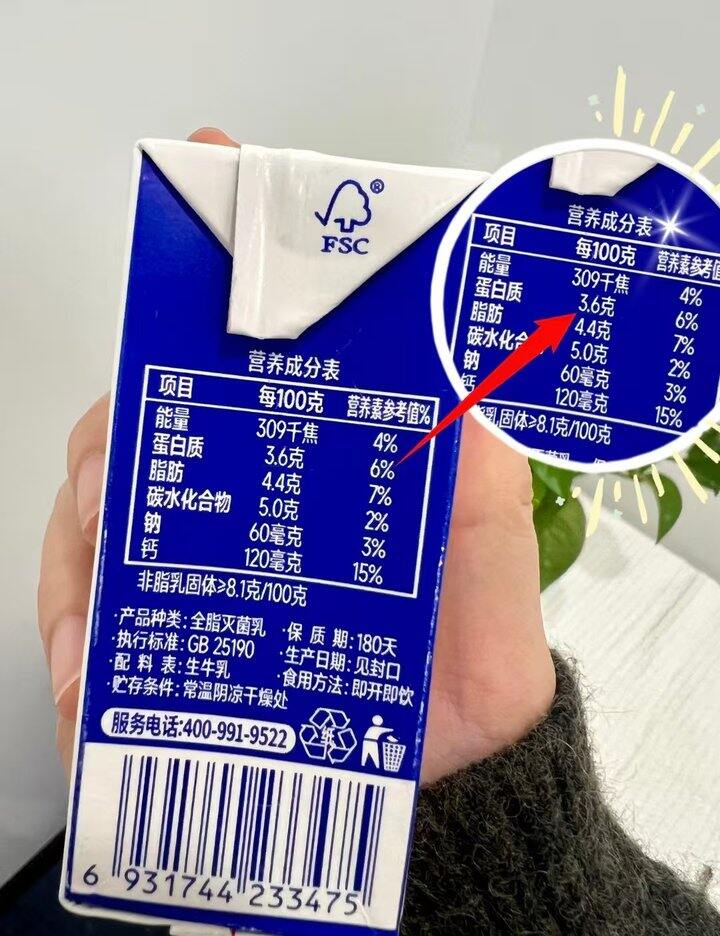 FSC®
营养成分表
项目 每100克 营养素参考值%
能量 309千焦 4%
蛋白质 3.6克 6%
脂肪 4.4克 7%
碳水化合物 5.0克 2%
钠 60毫克 3%
钙 120毫克 15%
非脂乳固体≥8.1克/100克
·产品种类:全脂灭菌乳 ·保质期:180天
·执行标准:GB 25190 ·生产日期:见封口
·配料表:生牛乳 ·食用方法:即开即饮
·贮存条件:常温阴凉干燥处
服务电话:400-991-9522
纸
6 931744 233475
营养成分表
项目 每100克 营养素参考值
能量 309千焦 4%
蛋白质 3.6克 6%
脂肪 4.4克 7%
碳水化合 5.0克 2%
钠 60毫克 3%
钙 120毫克 15%
乳固体≥8.1克/100克